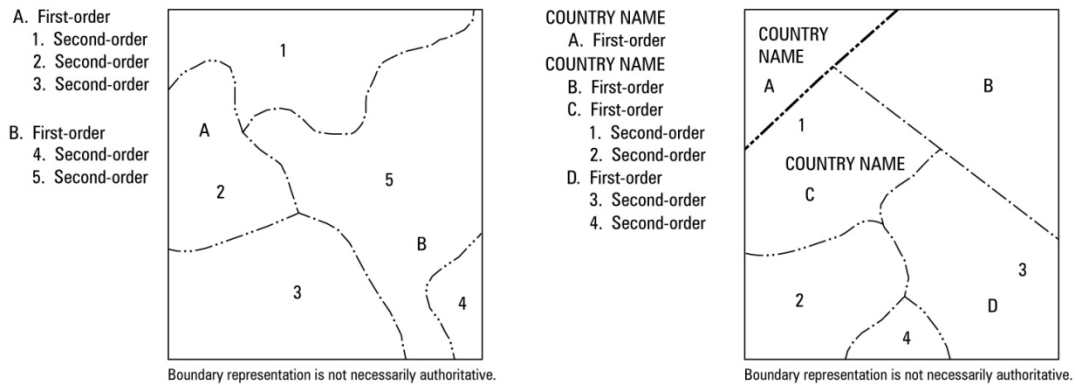 A. First-order
1. Second-order
2. Second-order
3. Second-order
B. First-order
4. Second-order
5. Second-order
1
A
2
5
B
3
4
Boundary representation is not necessarily authoritative.
COUNTRY NAME
A. First-order
COUNTRY NAME
B. First-order
C. First-order
1. Second-order
2. Second-order
D. First-order
3. Second-order
4. Second-order
COUNTRY
NAME
A
B
1
COUNTRY NAME
C
3
2
D
4
Boundary representation is not necessarily authoritative.